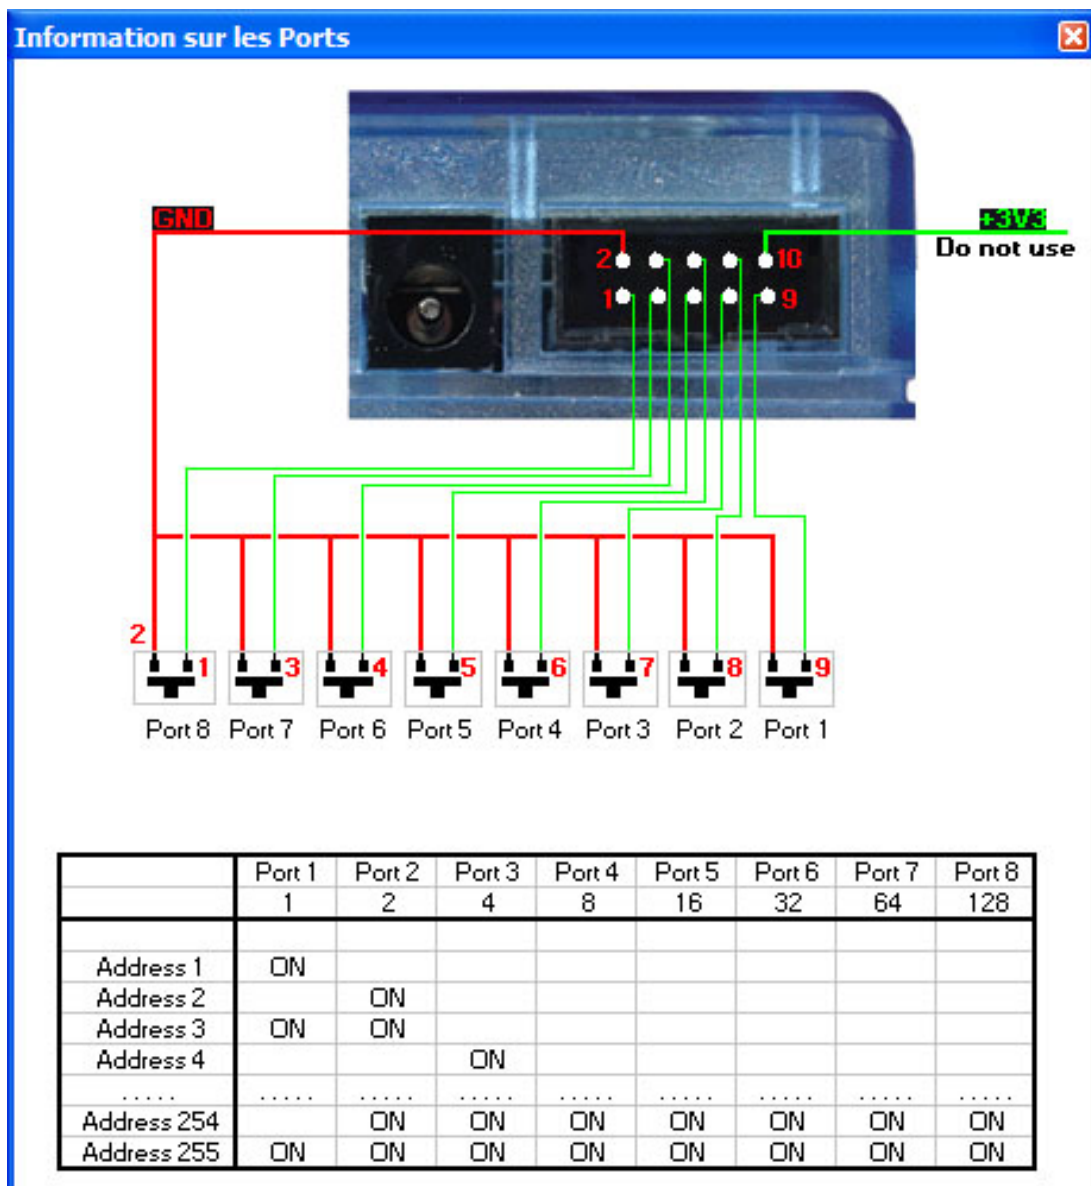 Information sur les Ports
GND
+3V3
Do not use
2 10
1 9
2
1 3 4 5 6 7 8 9
Port 8 Port 7 Port 6 Port 5 Port 4 Port 3 Port 2 Port 1
Port 1 Port 2 Port 3 Port 4 Port 5 Port 6 Port 7 Port 8
1 2 4 8 16 32 64 128
Address 1 ON
Address 2 ON
Address 3 ON ON
Address 4 ON
..... ..... ..... ..... ..... ..... ..... ..... .....
Address 254 ON ON ON ON ON ON ON
Address 255 ON ON ON ON ON ON ON ON